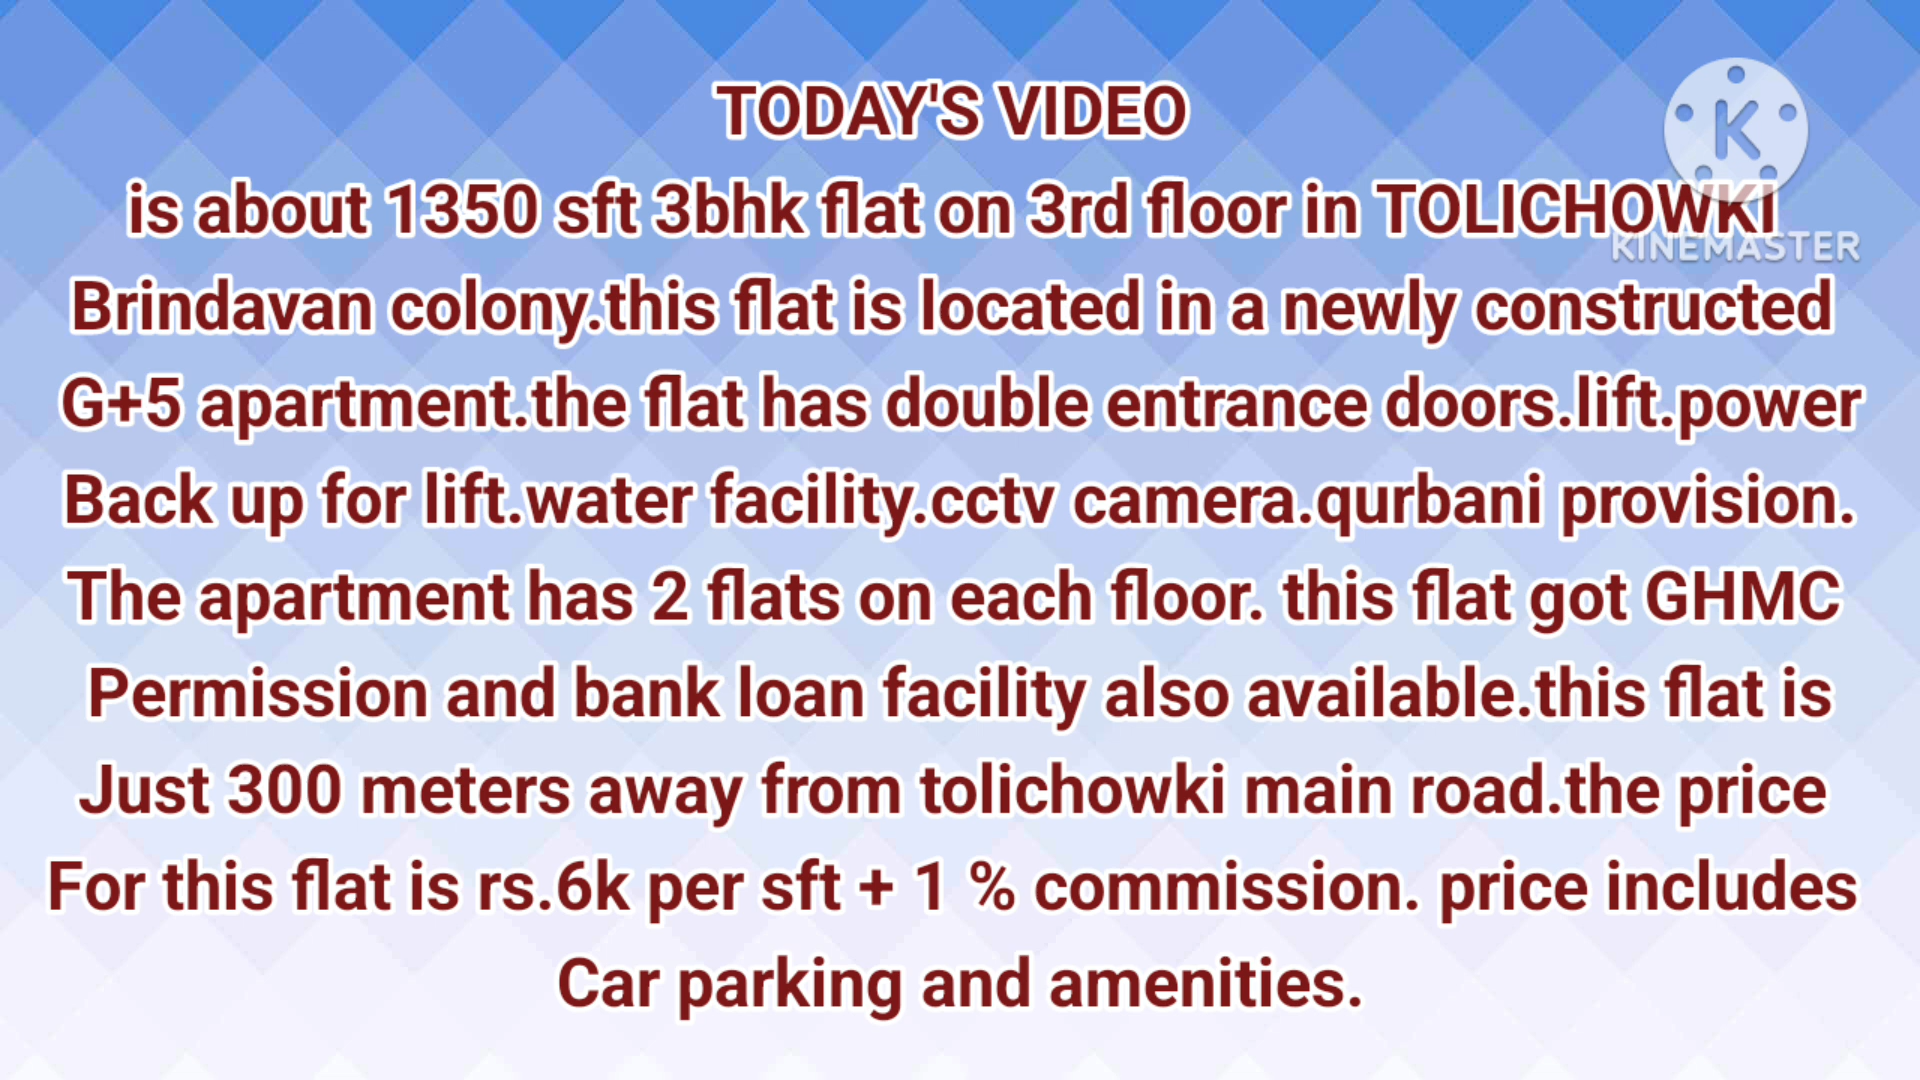 TODAY'S VIDEO
is about 1350 sft 3bhk flat on 3rd floor in TOLICHOWKI
Brindavan colony.this flat is located in a newly constructed
G+5 apartment.the flat has double entrance doors.lift.power
Back up for lift.water facility.cctv camera.qurbani provision.
The apartment has 2 flats on each floor. this flat got GHMC
Permission and bank loan facility also available.this flat is
Just 300 meters away from tolichowki main road.the price
For this flat is rs.6k per sft + 1 % commission. price includes
Car parking and amenities.
K
KINEMASTER